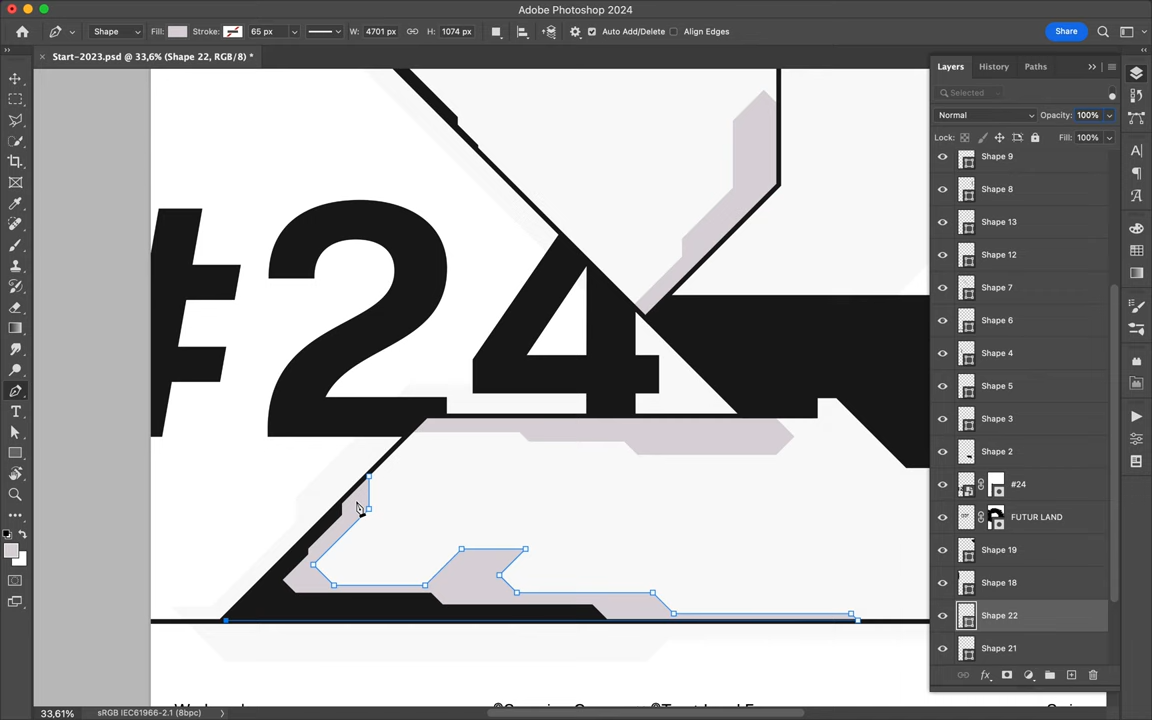 Adobe Photoshop 2024
Shape Fill: Stroke: 65 px W: 4701 px H: 1074 px Auto Add/Delete Align Edges Share
Start-2023.psd @ 33,6% (Shape 22, RGB/8) *
Layers History Paths
Selected
Normal Opacity: 100%
Lock: Fill: 100%
Shape 9
Shape 8
Shape 13
Shape 12
Shape 7
Shape 6
Shape 4
Shape 5
Shape 3
Shape 2
#24
FUTUR LAND
Shape 19
Shape 18
Shape 22
Shape 21
#24
33,61% sRGB IEC61966-2.1 (8bpc)